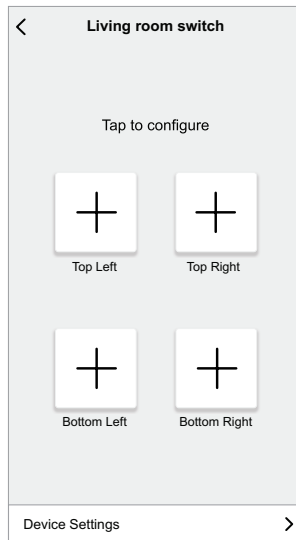 Living room switch
Tap to configure
Top Left
Top Right
Bottom Left
Bottom Right
Device Settings